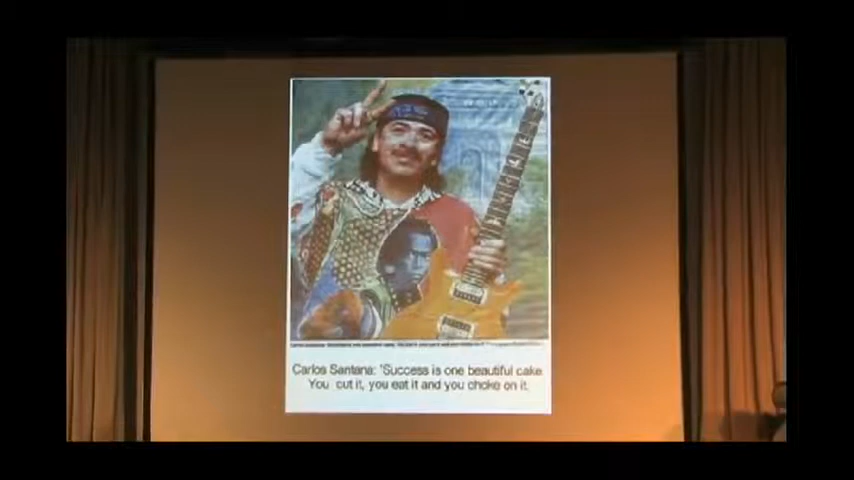 Carlos Santana: 'Success is one beautiful cake
You cut it, you eat it and you choke on it.